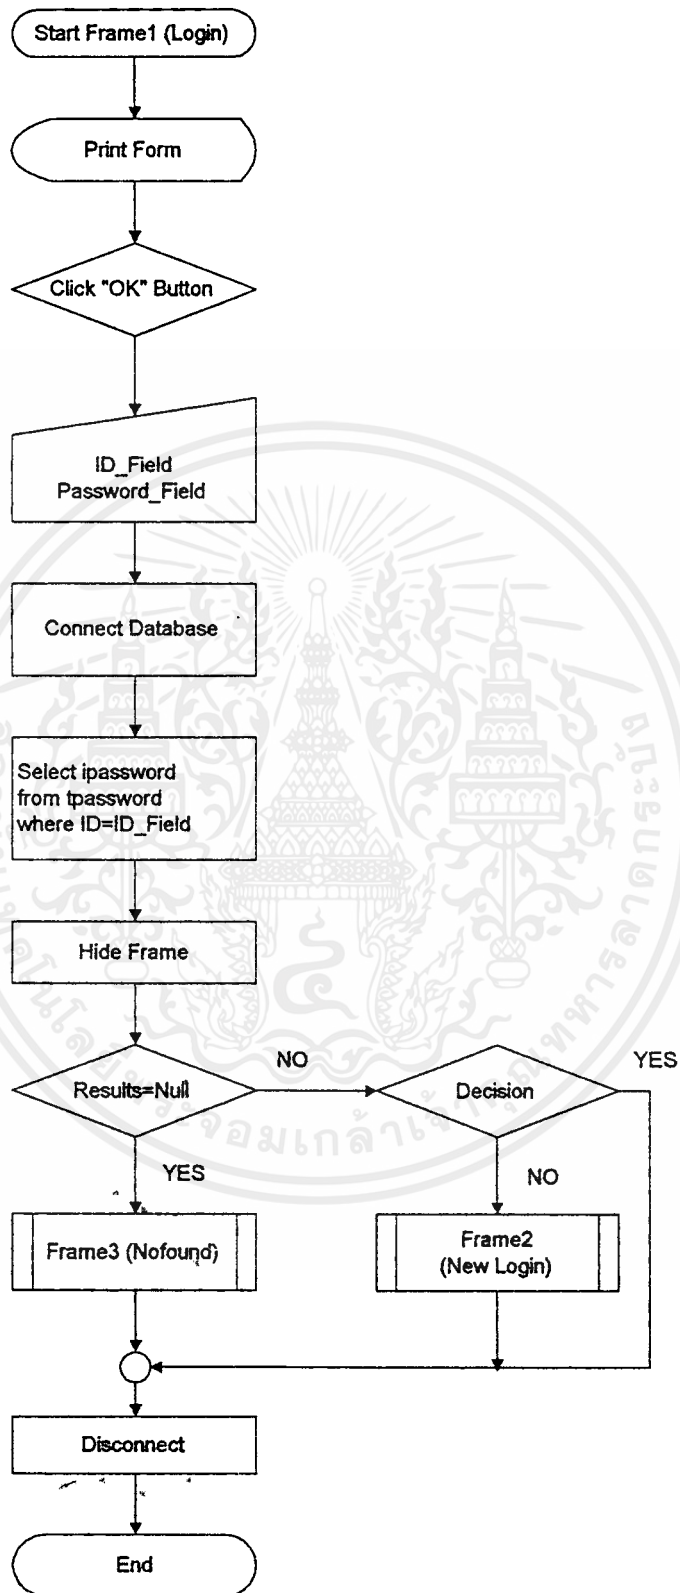 Start Frame1 (Login)
Print Form
Click "OK" Button
ID_Field
Password_Field
Connect Database
Select ipassword
from tpassword
where ID=ID_Field
Hide Frame
Results=Null
NO
Decision
YES
YES
NO
Frame3 (Nofound)
Frame2
(New Login)
Disconnect
End